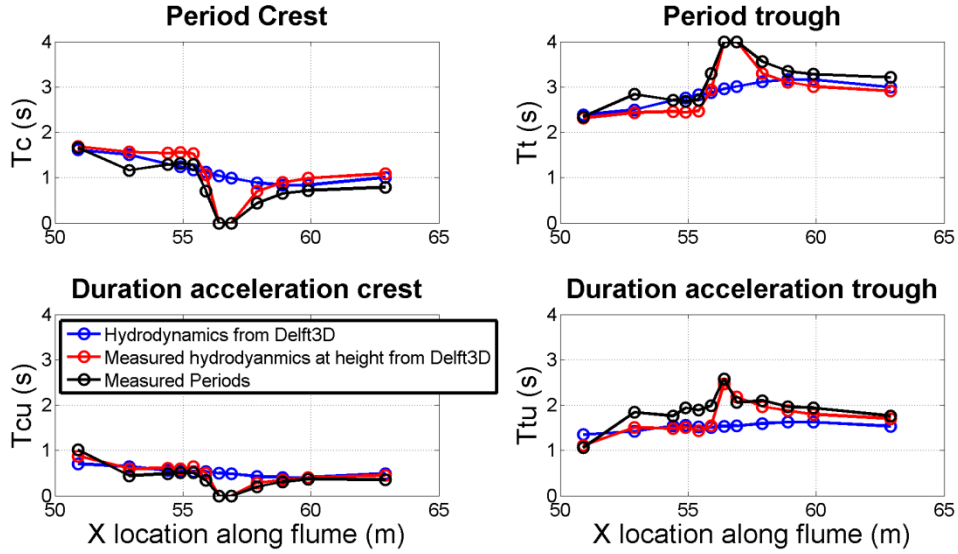 Period Crest
Tc (s)
4
3
2
1
0
50 55 60 65
Period trough
Tt (s)
4
3
2
1
0
50 55 60 65
Duration acceleration crest
Tcu (s)
4
3
2
1
0
50 55 60 65
X location along flume (m)
Hydrodynamics from Delft3D
Measured hydrodyanmics at height from Delft3D
Measured Periods
Duration acceleration trough
Ttu (s)
4
3
2
1
0
50 55 60 65
X location along flume (m)